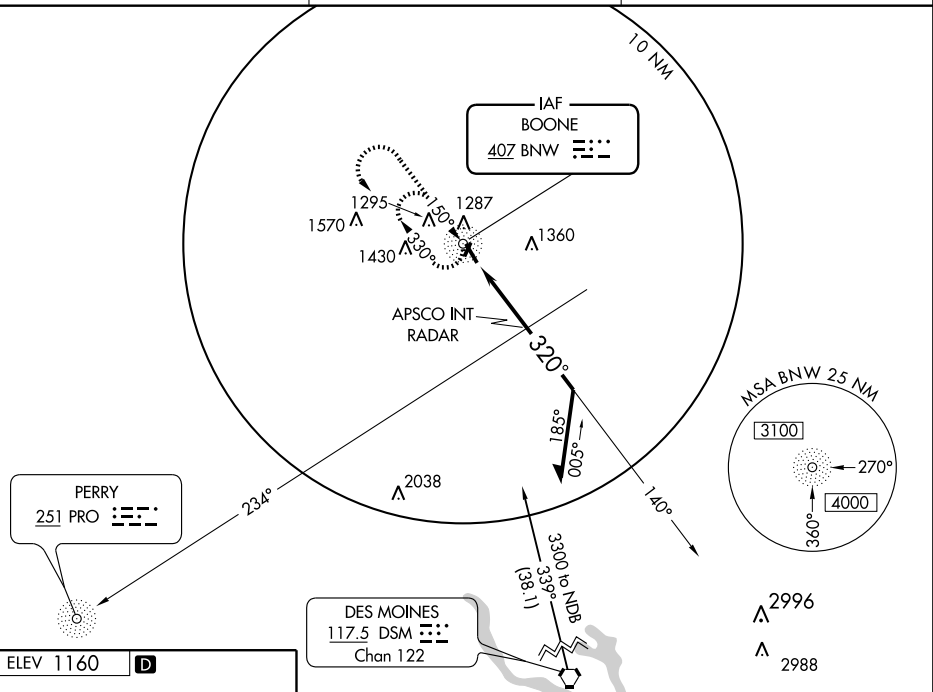 10 NM
IAF
BOONE
407 BNW
1295
1287
150°
1570
330°
1430
1360
APSCO INT
RADAR
320°
MSA BNW 25 NM
3100
270°
4000
360°
185°
005°
2038
234°
140°
PERRY
251 PRO
3300 to NDB
339°
(38.1)
DES MOINES
117.5 DSM
Chan 122
2996
2988
ELEV 1160 D